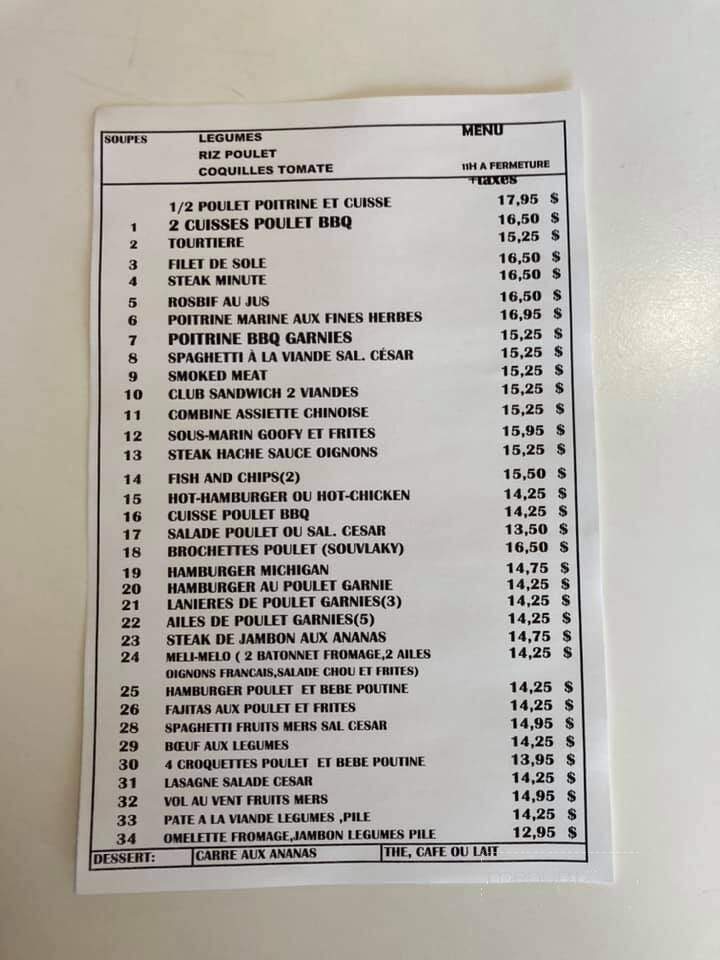 SOUPES LEGUMES MENU
RIZ POULET
COQUILLES TOMATE 11H A FERMETURE
+taxes
1/2 POULET POITRINE ET CUISSE 17,95 $
1 2 CUISSES POULET BBQ 16,50 $
2 TOURTIERE 15,25 $
3 FILET DE SOLE 16,50 $
4 STEAK MINUTE 16,50 $
5 ROSBIF AU JUS 16,50 $
6 POITRINE MARINE AUX FINES HERBES 16,95 $
7 POITRINE BBQ GARNIES 15,25 $
8 SPAGHETTI À LA VIANDE SAL. CÉSAR 15,25 $
9 SMOKED MEAT 15,25 $
10 CLUB SANDWICH 2 VIANDES 15,25 $
11 COMBINE ASSIETTE CHINOISE 15,25 $
12 SOUS-MARIN GOOFY ET FRITES 15,95 $
13 STEAK HACHE SAUCE OIGNONS 15,25 $
14 FISH AND CHIPS(2) 15,50 $
15 HOT-HAMBURGER OU HOT-CHICKEN 14,25 $
16 CUISSE POULET BBQ 14,25 $
17 SALADE POULET OU SAL. CESAR 13,50 $
18 BROCHETTES POULET (SOUVLAKY) 16,50 $
19 HAMBURGER MICHIGAN 14,75 $
20 HAMBURGER AU POULET GARNIE 14,25 $
21 LANIERES DE POULET GARNIES(3) 14,25 $
22 AILES DE POULET GARNIES(5) 14,25 $
23 STEAK DE JAMBON AUX ANANAS 14,75 $
24 MELI-MELO ( 2 BATONNET FROMAGE,2 AILES 14,25 $
OIGNONS FRANCAIS,SALADE CHOU ET FRITES)
25 HAMBURGER POULET ET BEBE POUTINE 14,25 $
26 FAJITAS AUX POULET ET FRITES 14,25 $
28 SPAGHETTI FRUITS MERS SAL CESAR 14,95 $
29 BŒUF AUX LEGUMES 14,25 $
30 4 CROQUETTES POULET ET BEBE POUTINE 13,95 $
31 LASAGNE SALADE CESAR 14,25 $
32 VOL AU VENT FRUITS MERS 14,95 $
33 PATE A LA VIANDE LEGUMES ,PILE 14,25 $
34 OMELETTE FROMAGE,JAMBON LEGUMES PILE 12,95 $
DESSERT: CARRE AUX ANANAS THE, CAFE OU LAIT